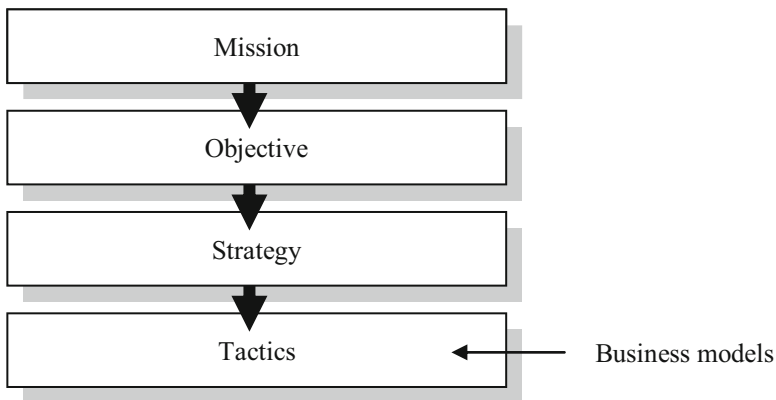 Mission
Objective
Strategy
Tactics
Business models